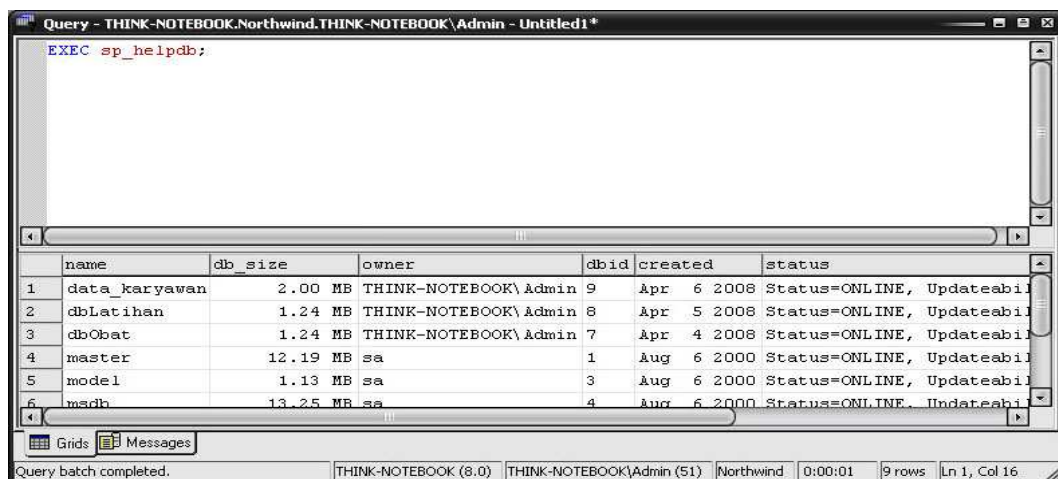 Query - THINK-NOTEBOOK.Northwind.THINK-NOTEBOOK\Admin - Untitled1*
EXEC sp_helpdb;
name db_size owner dbid created status
1 data_karyawan 2.00 MB THINK-NOTEBOOK\Admin 9 Apr 6 2008 Status=ONLINE, Updateabil
2 dbLatihan 1.24 MB THINK-NOTEBOOK\Admin 8 Apr 5 2008 Status=ONLINE, Updateabil
3 dbObat 1.24 MB THINK-NOTEBOOK\Admin 7 Apr 4 2008 Status=ONLINE, Updateabil
4 master 12.19 MB sa 1 Aug 6 2000 Status=ONLINE, Updateabil
5 model 1.13 MB sa 3 Aug 6 2000 Status=ONLINE, Updateabil
6 msdb 13.25 MB sa 4 Aug 6 2000 Status=ONLINE, Updateabil
Grids Messages
Query batch completed. THINK-NOTEBOOK (8.0) THINK-NOTEBOOK\Admin (51) Northwind 0:00:01 9 rows Ln 1, Col 16